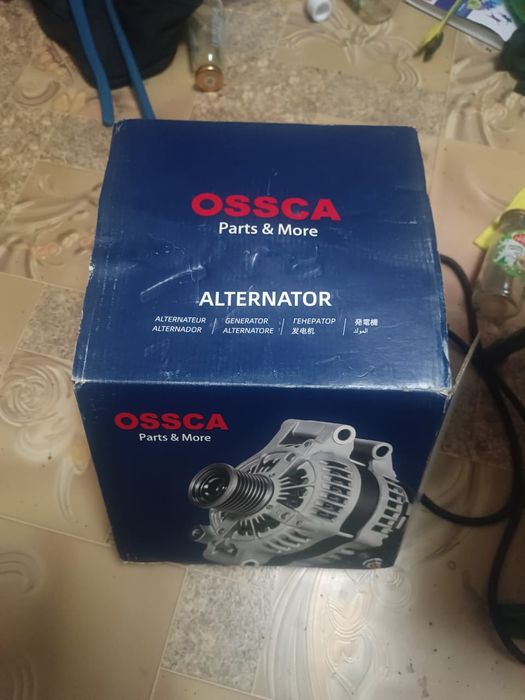 OSSCA
Parts & More
ALTERNATOR
ALTERNATEUR | GENERATOR | ГЕНЕРАТОР | 発電機
ALTERNADOR | ALTERNATORE | 发电机 | المولد
OSSCA
Parts & More